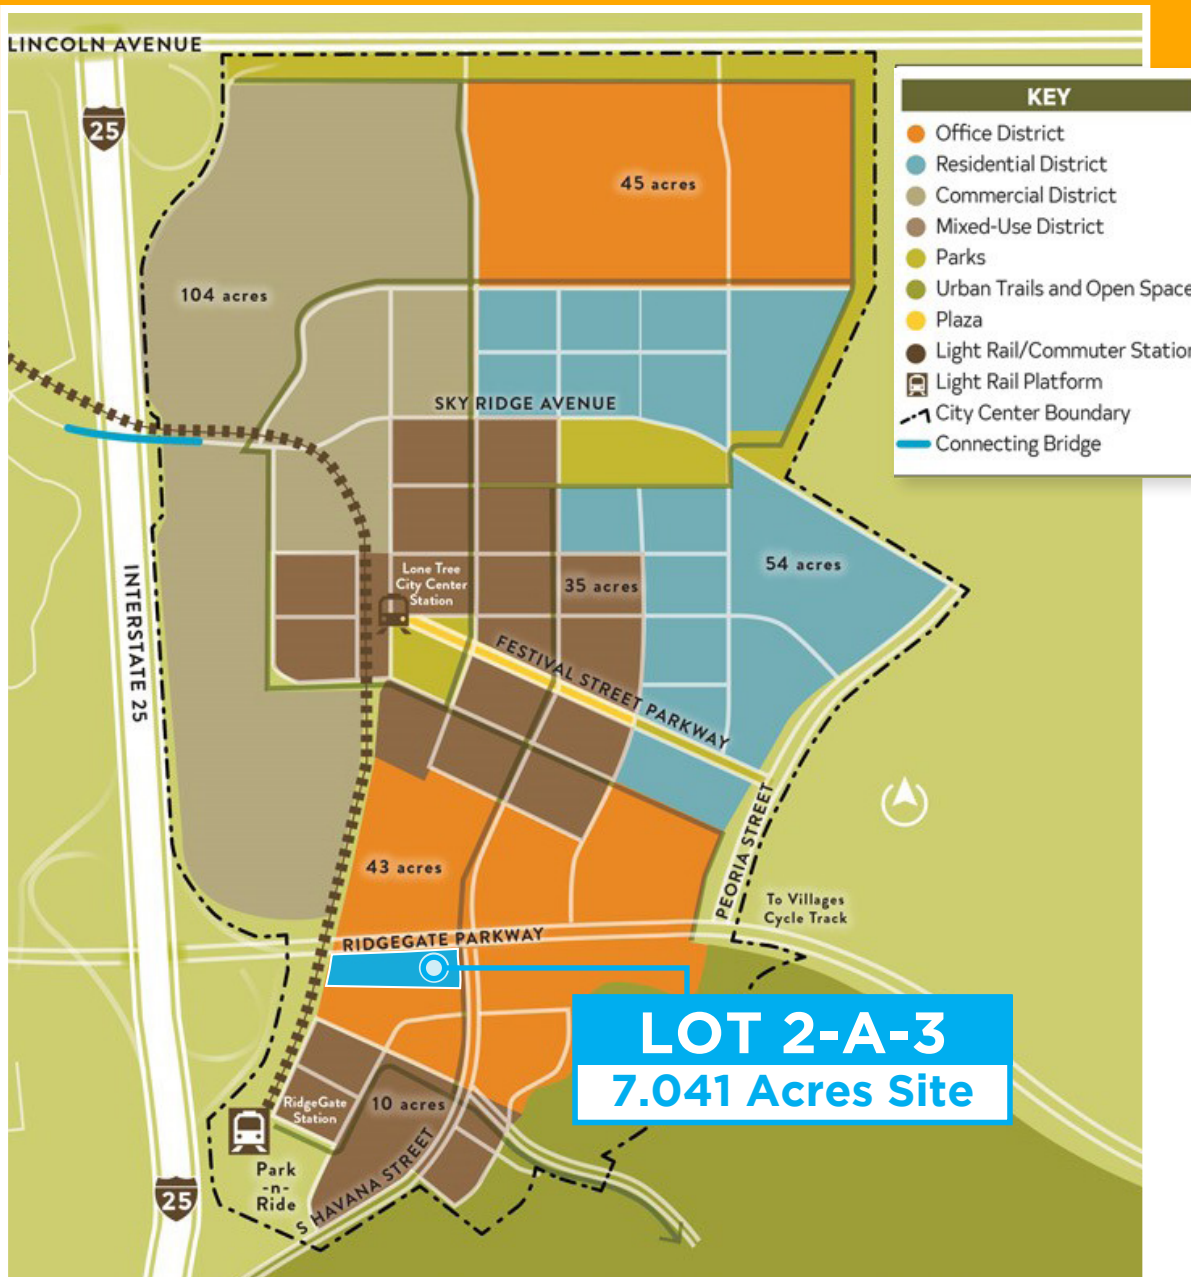 LINCOLN AVENUE
25
KEY
Office District
Residential District
Commercial District
Mixed-Use District
Parks
Urban Trails and Open Space
Plaza
Light Rail/Commuter Station
Light Rail Platform
City Center Boundary
Connecting Bridge
45 acres
104 acres
SKY RIDGE AVENUE
INTERSTATE 25
Lone Tree
City Center
Station
35 acres
54 acres
FESTIVAL STREET PARKWAY
PEORIA STREET
43 acres
To Villages
Cycle Track
RIDGEGATE PARKWAY
LOT 2-A-3
7.041 Acres Site
RidgeGate
Station
10 acres
Park
-n-
Ride
S HAVANA STREET
25